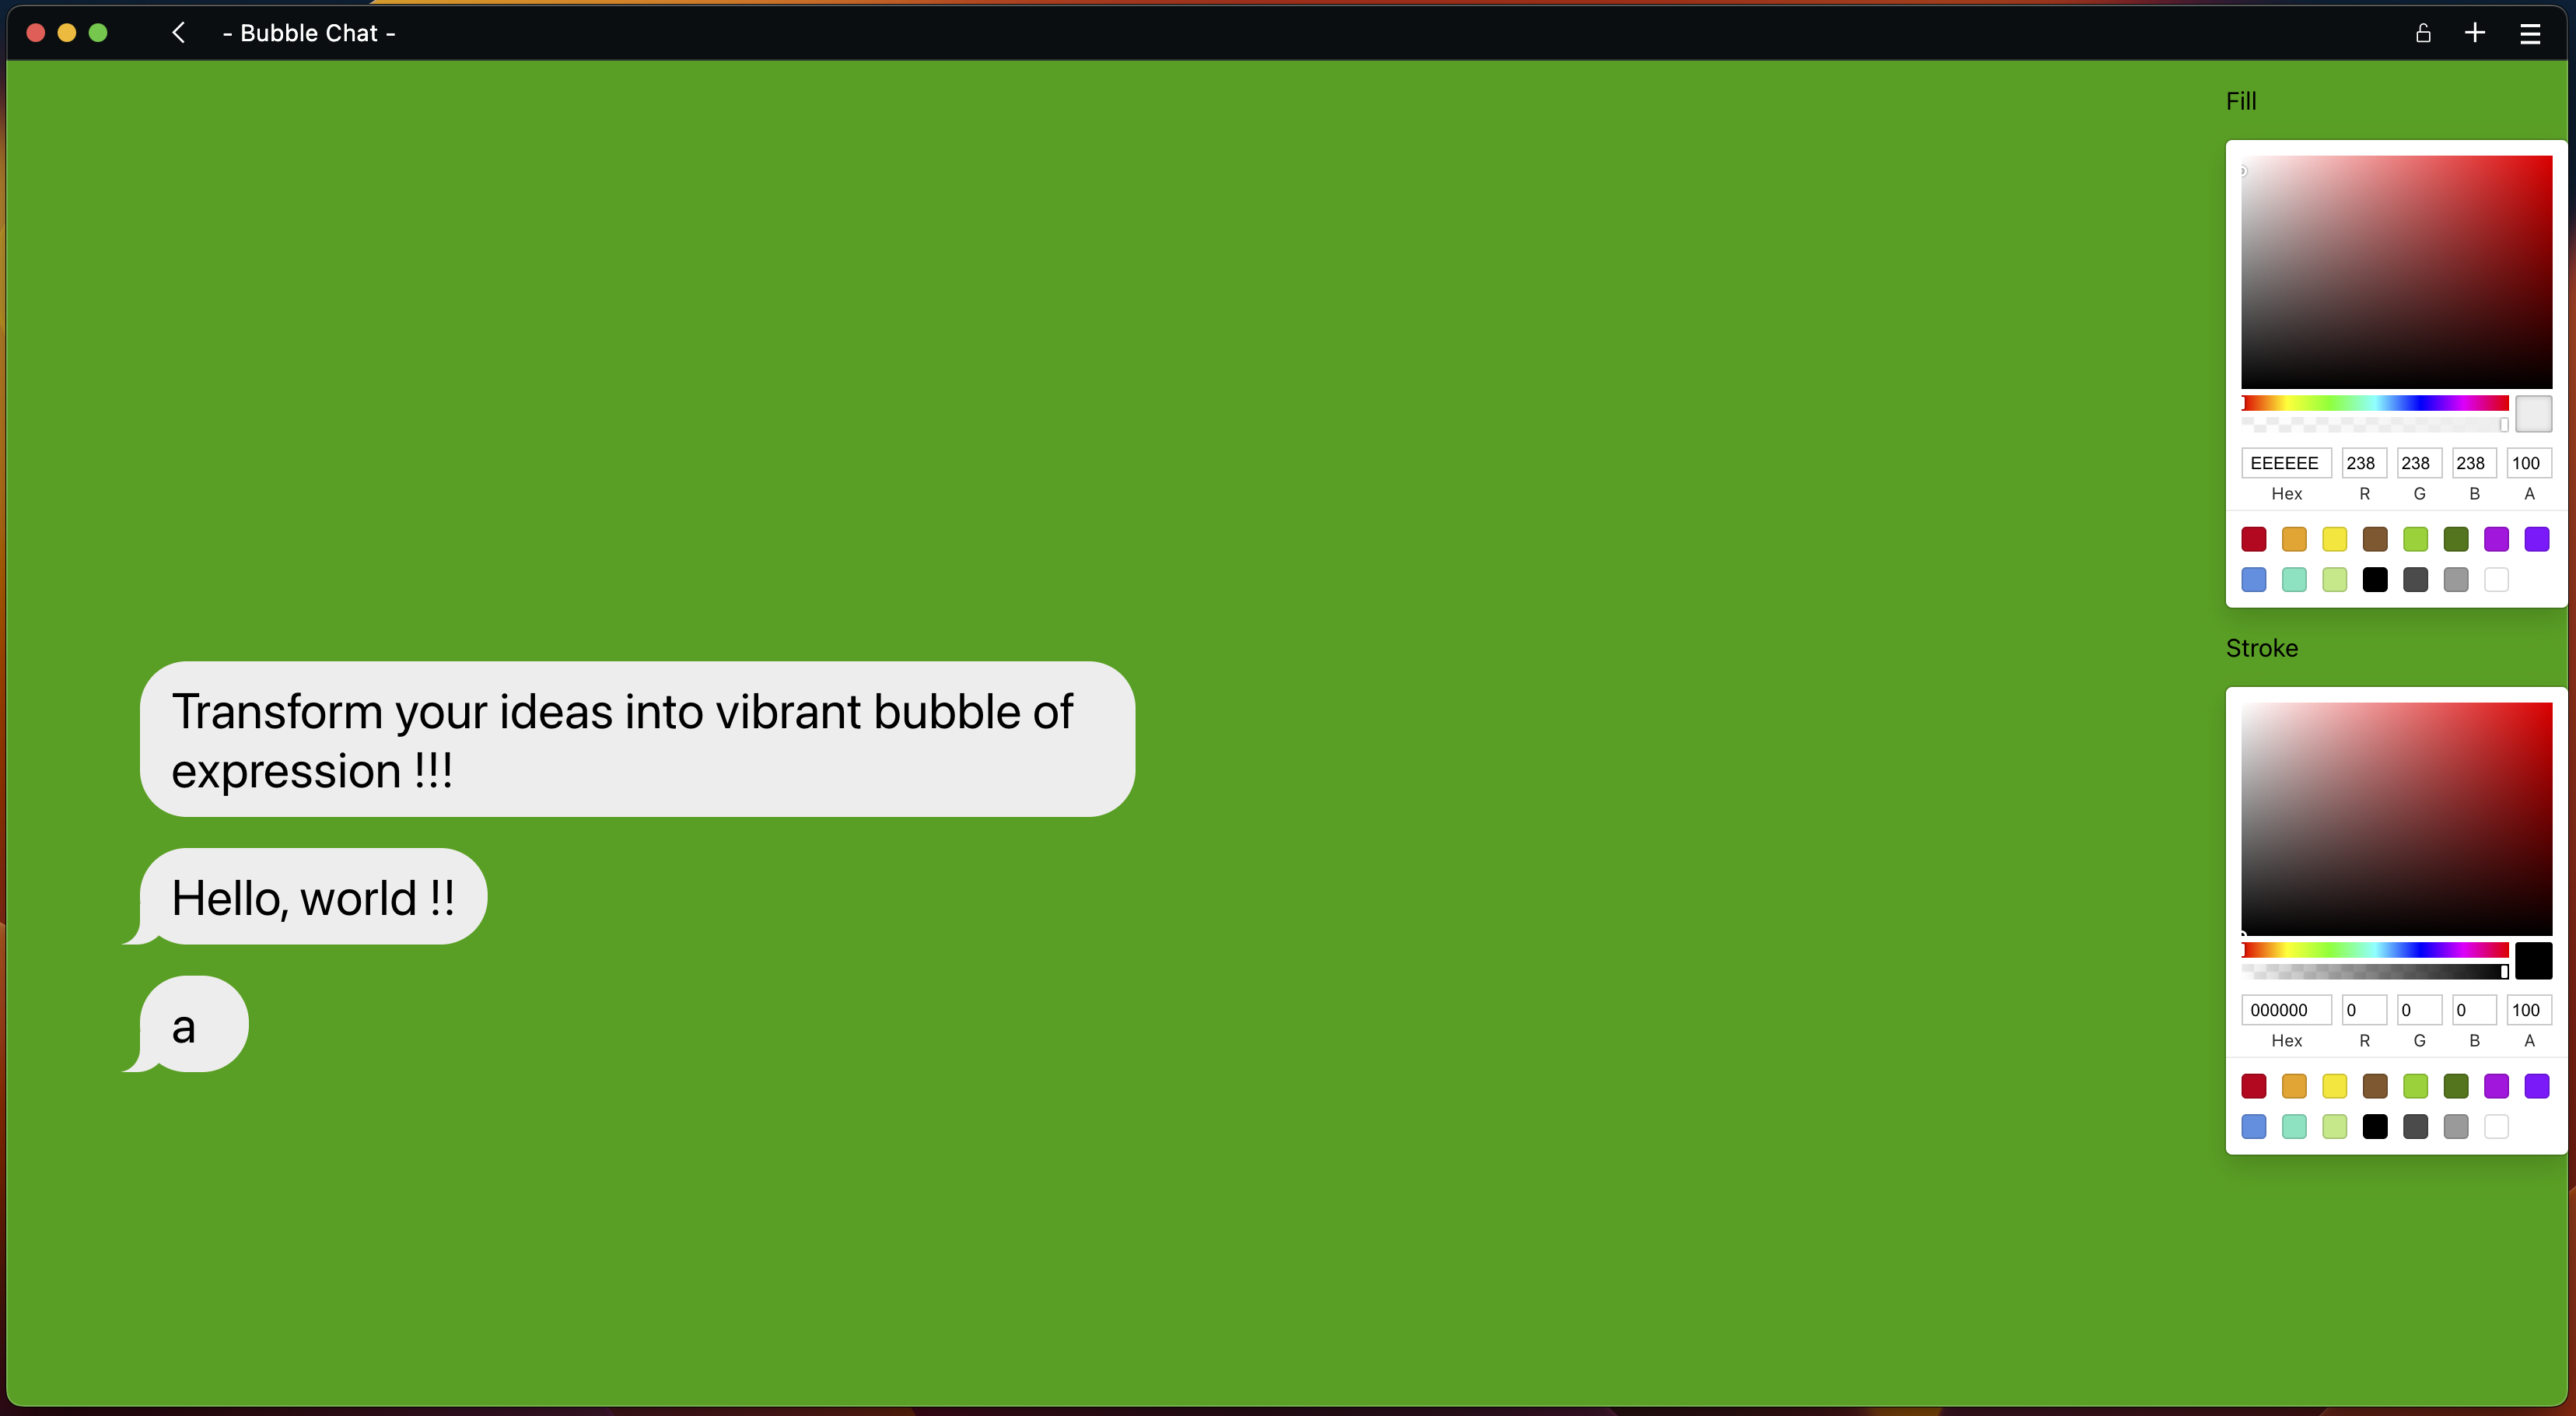 - Bubble Chat -
Fill
EEEEEE 238 238 238 100
Hex R G B A
Transform your ideas into vibrant bubble of
expression !!!
Hello, world !!
a
Stroke
000000 0 0 0 100
Hex R G B A